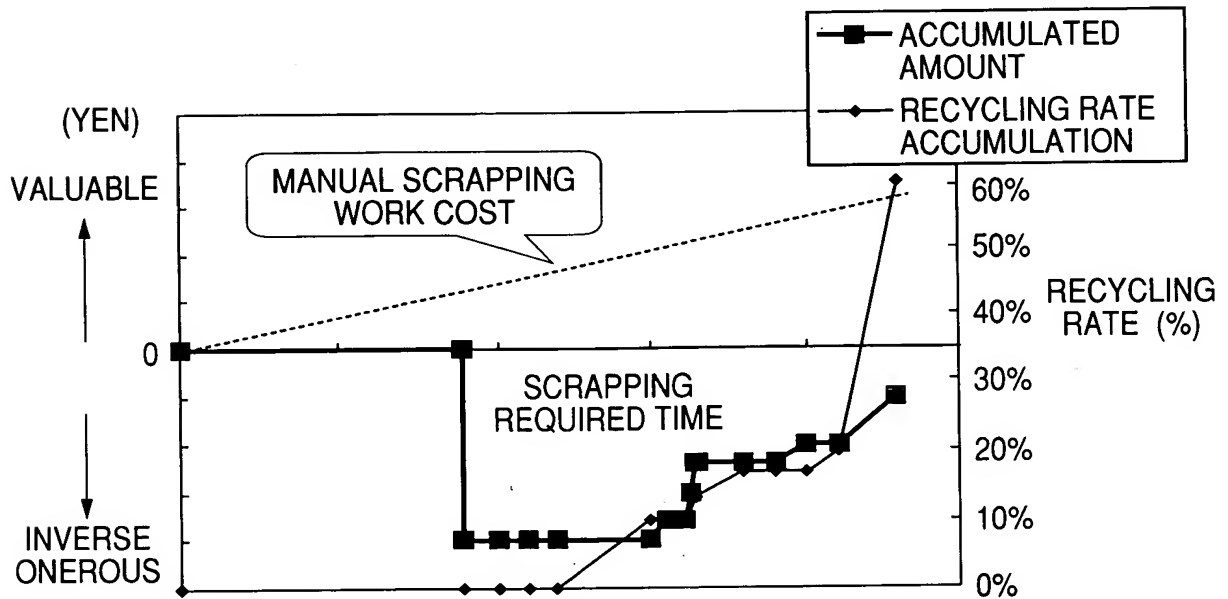 ACCUMULATED
AMOUNT
RECYCLING RATE
ACCUMULATION
(YEN)
VALUABLE
0
INVERSE
ONEROUS
MANUAL SCRAPPING
WORK COST
SCRAPPING
REQUIRED TIME
60%
50%
40%
30%
20%
10%
0%
RECYCLING
RATE (%)